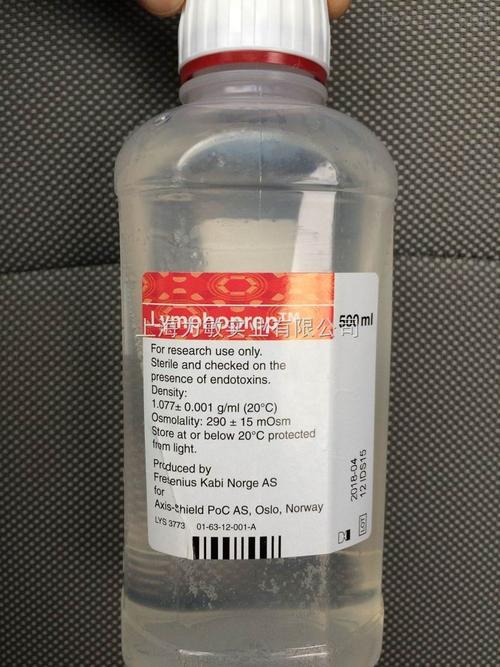 Lymphoprep™
500 ml
上海为敏实业有限公司
For research use only.
Sterile and checked on the
presence of endotoxins.
Density:
1.077± 0.001 g/ml (20°C)
Osmolality: 290 ± 15 mOsm
Store at or below 20°C protected
from light.
Produced by
Fresenius Kabi Norge AS
for
Axis-Shield PoC AS, Oslo, Norway
LYS 3773 01-63-12-001-A
2018-04
12 IDS15
LOT